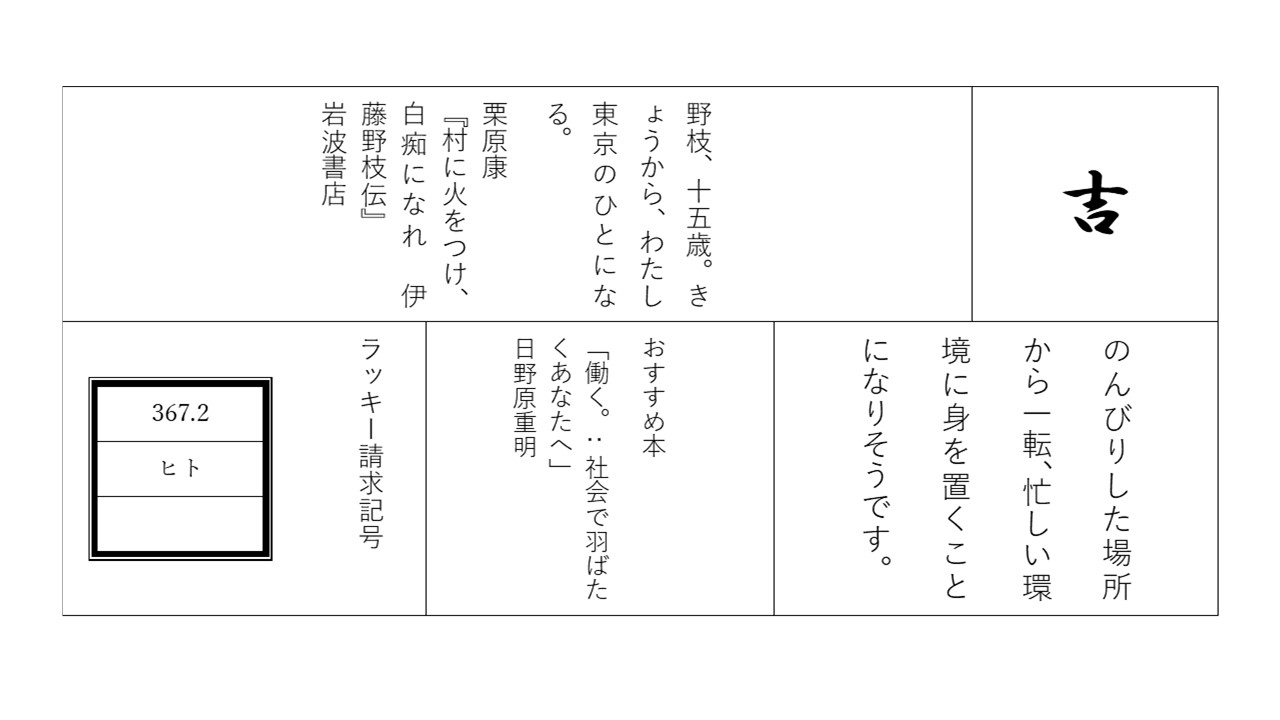 吉
野枝、十五歳。き
ょうから、わたし
東京のひとにな
る。
栗原康
『村に火をつけ、
白痴になれ　伊
藤野枝伝』
岩波書店
のんびりした場所
から一転、忙しい環
境に身を置くこと
になりそうです。
おすすめ本
「働く。:社会で羽ばた
くあなたへ」
日野原重明
ラッキー請求記号
367.2
ヒト